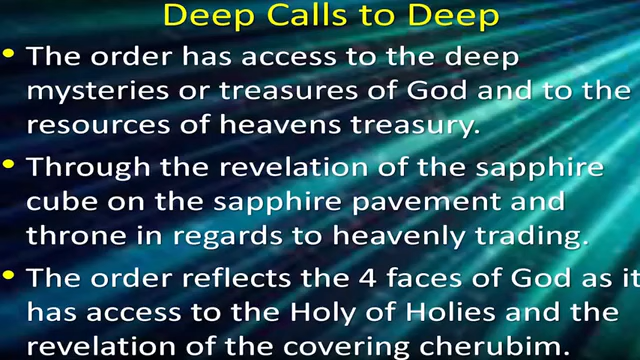 Deep Calls to Deep
• The order has access to the deep
mysteries or treasures of God and to the
resources of heavens treasury.
• Through the revelation of the sapphire
cube on the sapphire pavement and
throne in regards to heavenly trading.
• The order reflects the 4 faces of God as it
has access to the Holy of Holies and the
revelation of the covering cherubim.